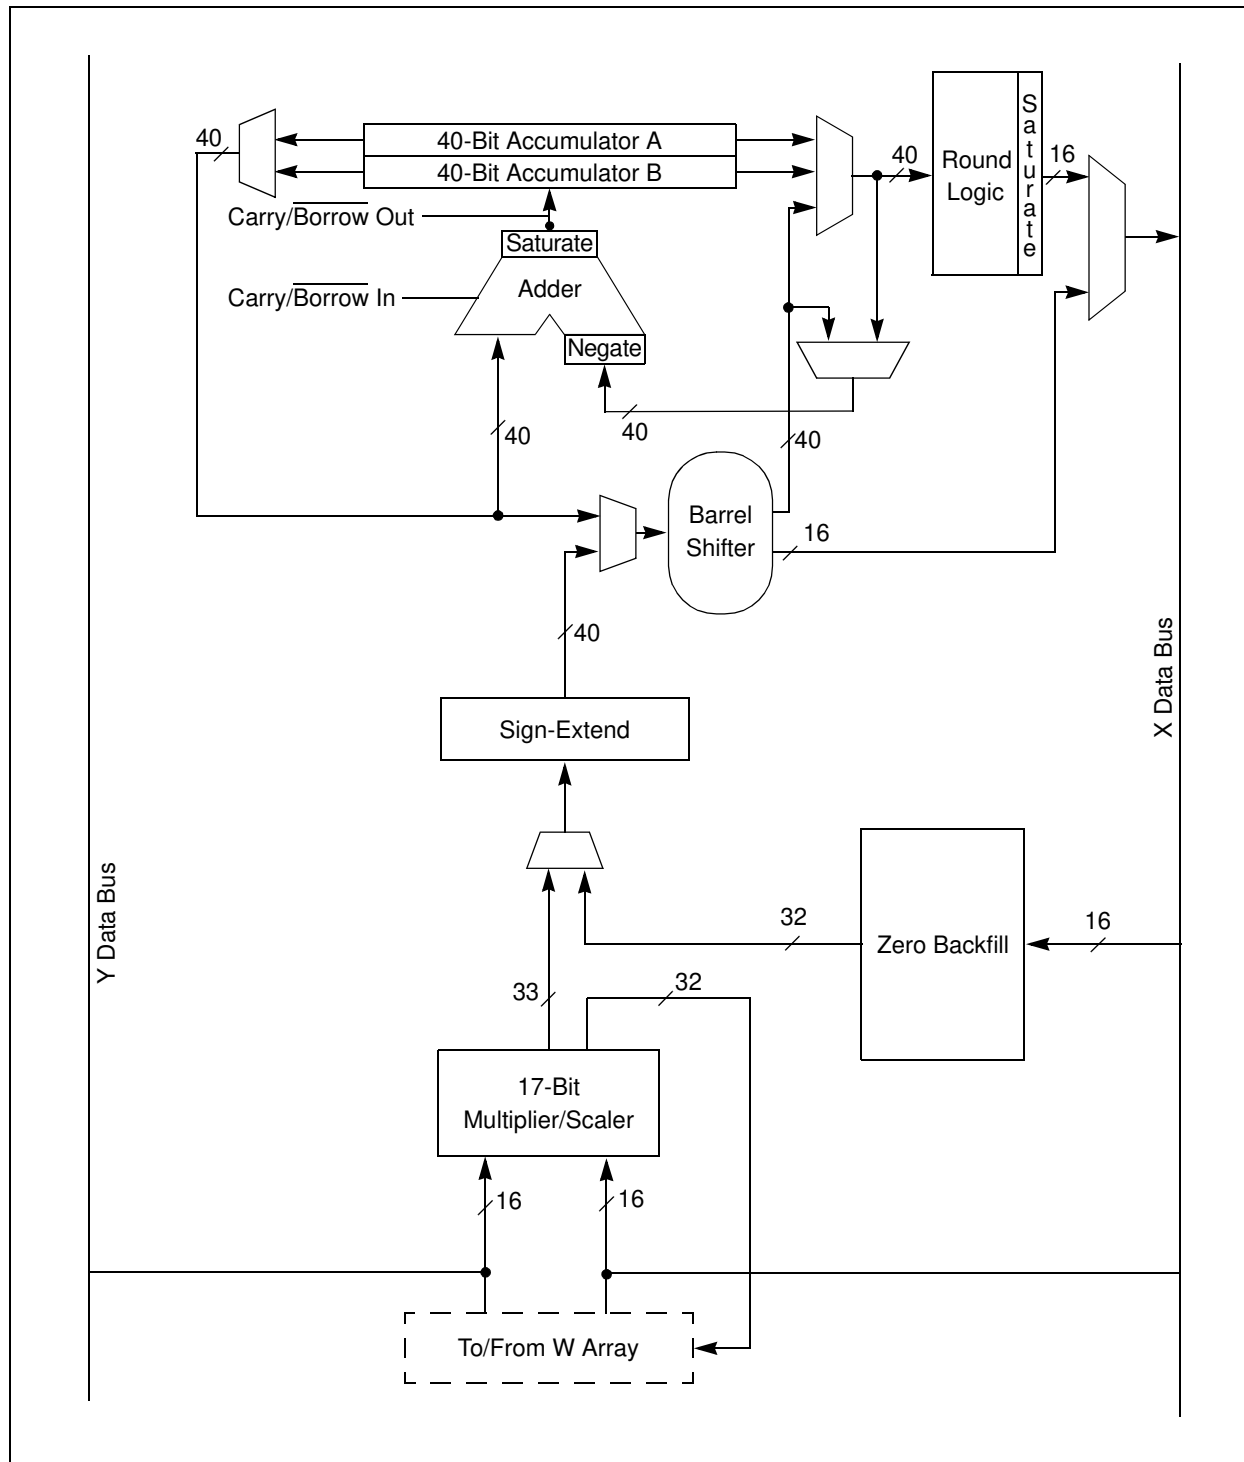 40
40-Bit Accumulator A
40-Bit Accumulator B
Carry/Borrow Out
Saturate
Carry/Borrow In
Adder
Negate
40
Round
Logic
Saturate
16
40
40
40
Barrel
Shifter
16
40
Sign-Extend
X Data Bus
Y Data Bus
32
Zero Backfill
16
33
32
17-Bit
Multiplier/Scaler
16
16
To/From W Array